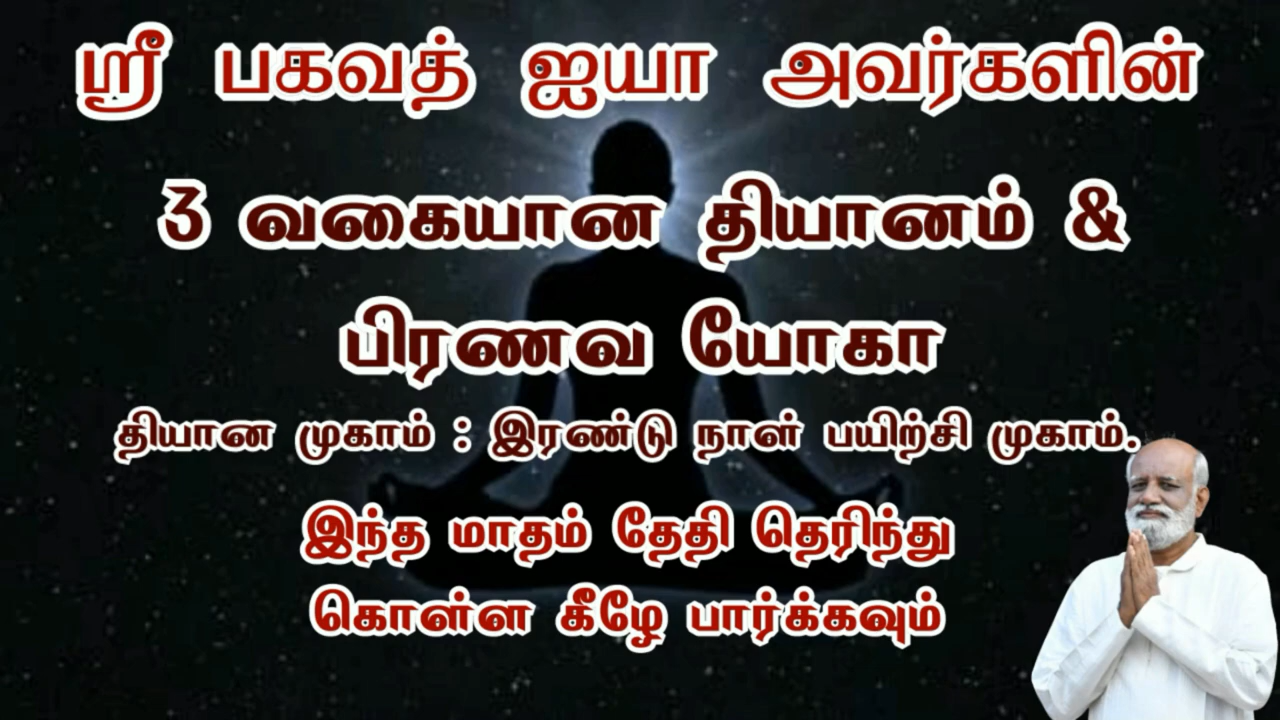 ஸ்ரீ பகவத் ஐயா அவர்களின்
3 வகையான தியானம் &
பிரணவ யோகா
தியான முகாம் : இரண்டு நாள் பயிற்சி முகாம்.
இந்த மாதம் தேதி தெரிந்து
கொள்ள கீழே பார்க்கவும்